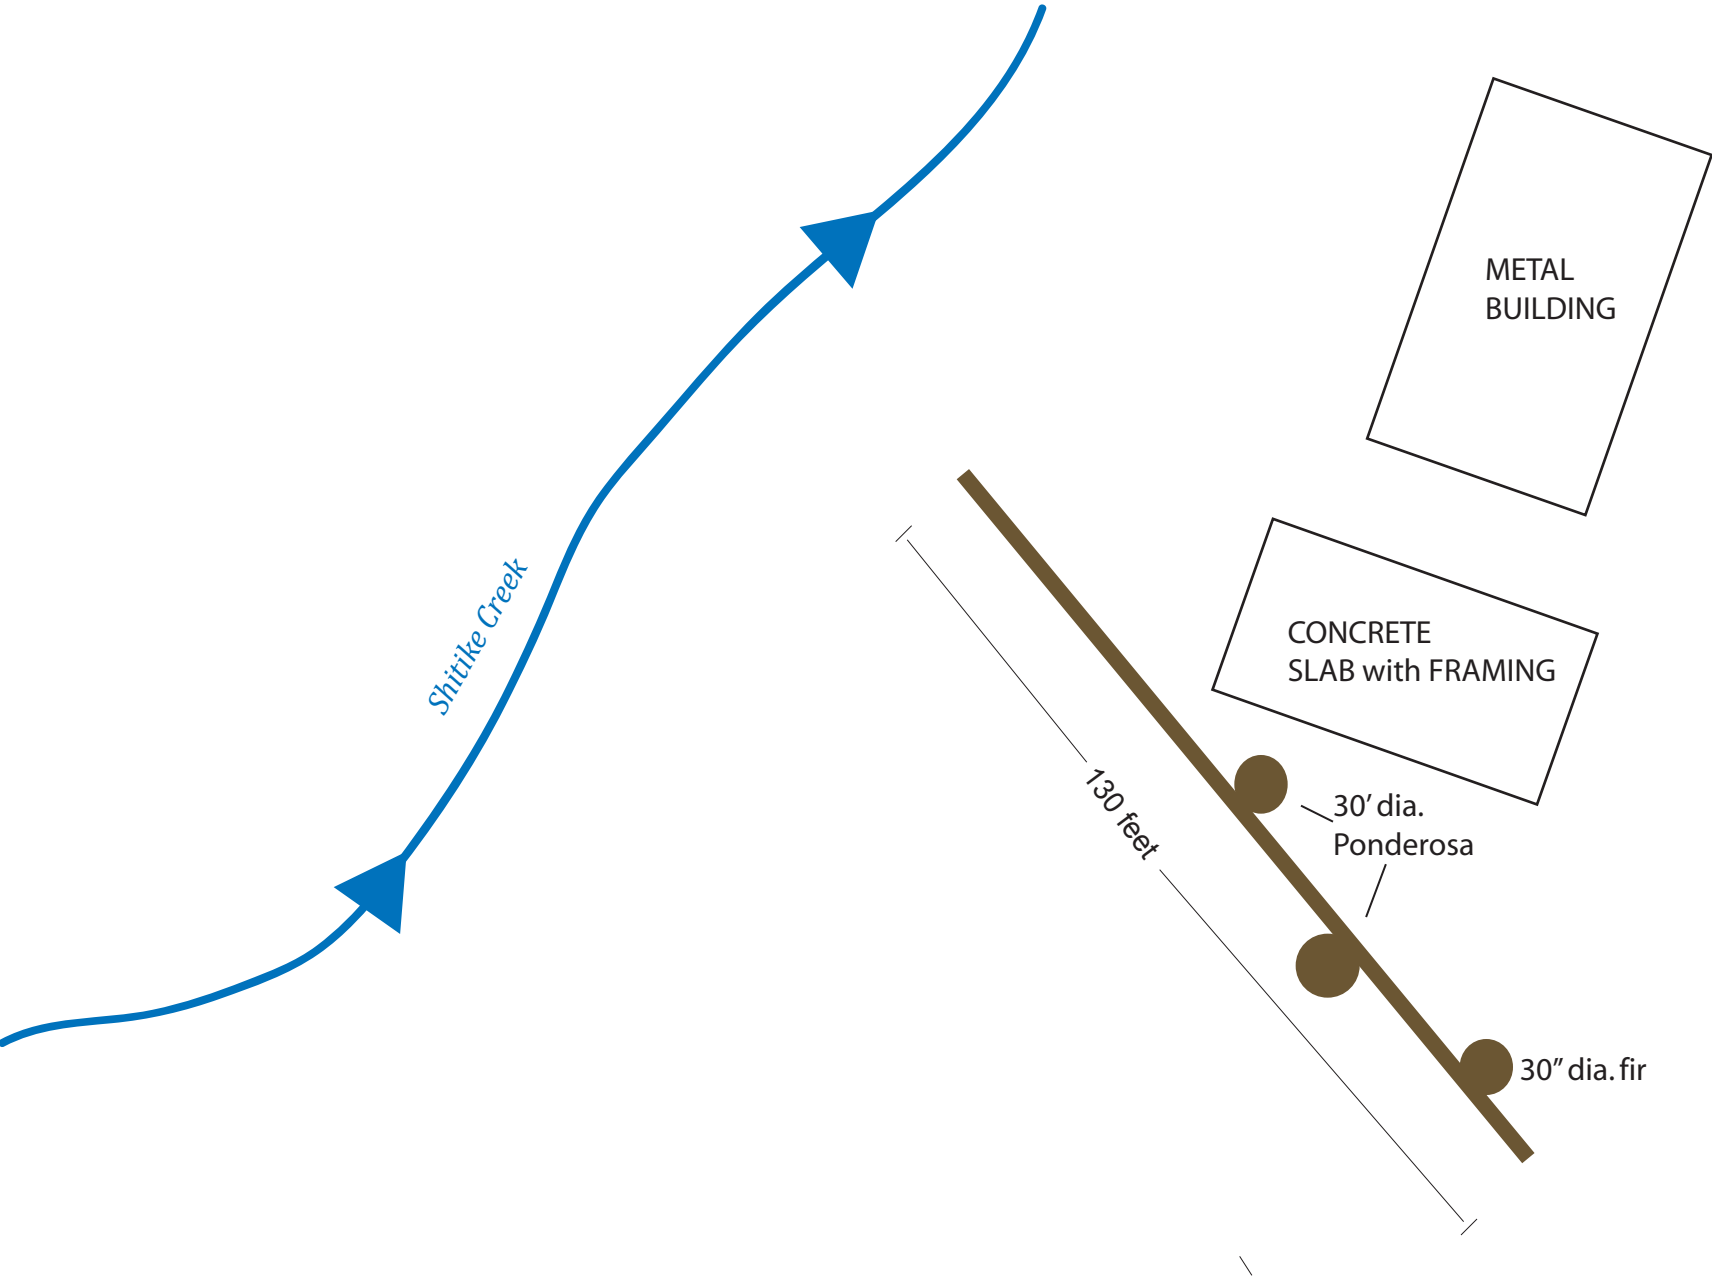 METAL
BUILDING
Shitike Creek
CONCRETE
SLAB with FRAMING
130 feet
30′ dia.
Ponderosa
30″ dia. fir